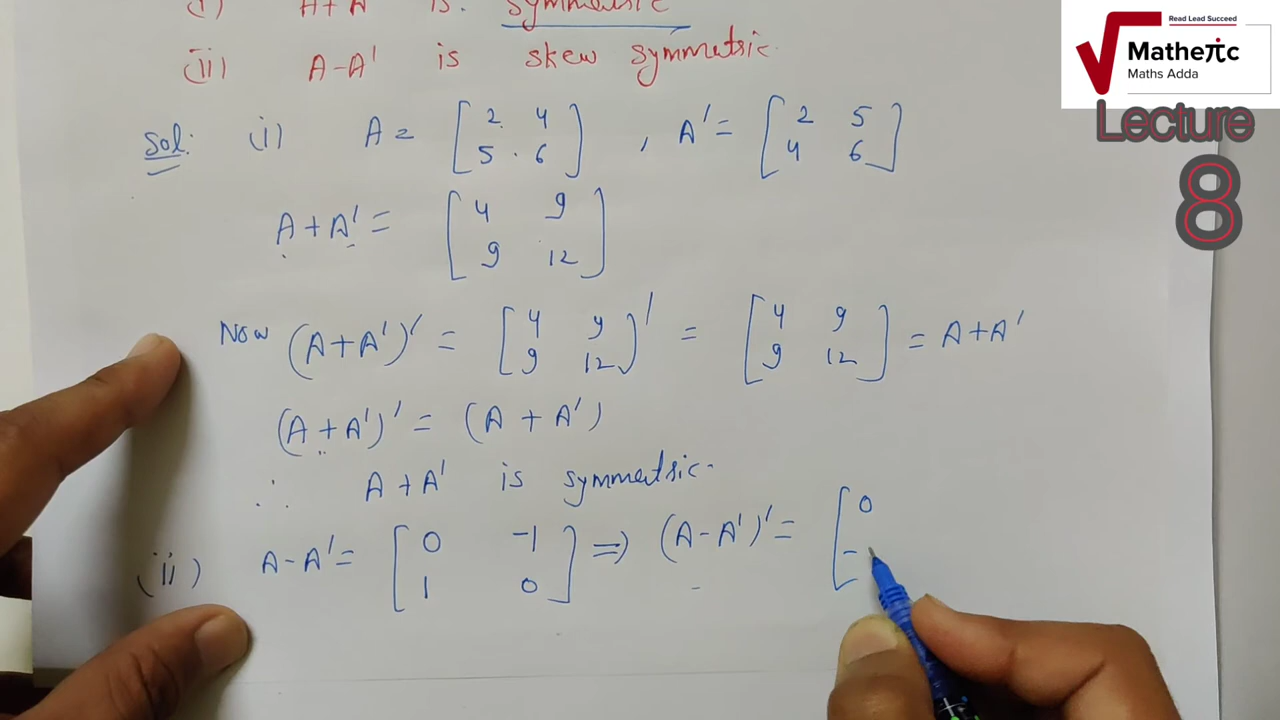 (i) A+A' is. symmetric
(ii) A-A' is skew symmetric.
Sol: (i) A = [2 4 , A' = [2 5
5 6] 4 6]
A+A' = [4 9
9 12]
Now (A+A')' = [4 9 ]' = [4 9 ] = A+A'
9 12 9 12
(A+A')' = (A+A')
∴ A+A' is symmetric.
(ii) A-A' = [0 -1 ] ⇒ (A-A')' = [0
1 0 -
Read Lead Succeed
Matheπc
Maths Adda
Lecture
8